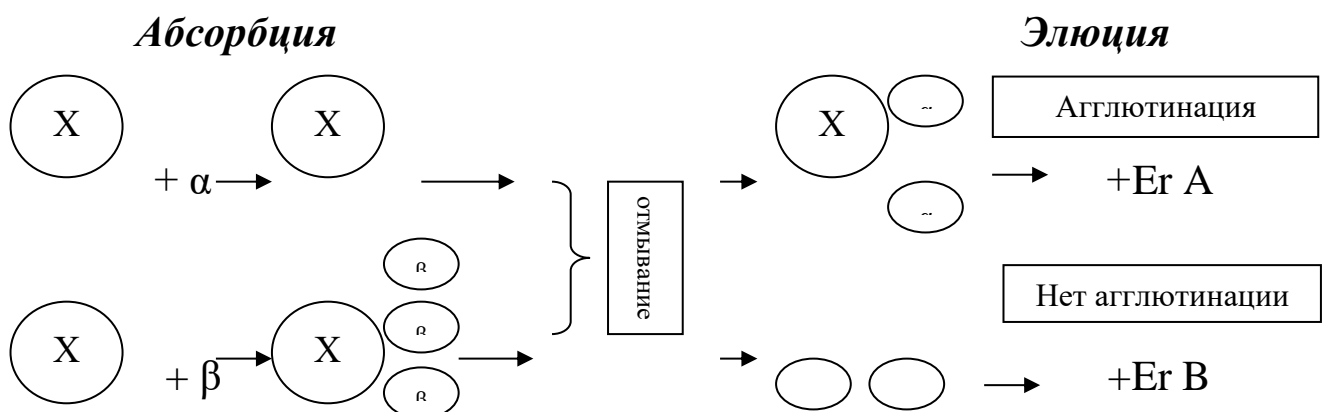 Абсорбция Элюция
Х Х Х Агглютинация
+ α +Er A
отмывание
Нет агглютинации
Х Х
+ β +Er B